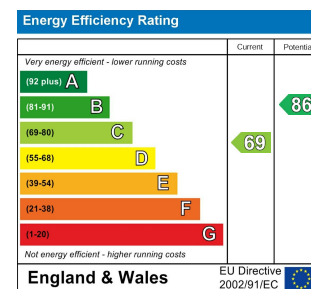 Energy Efficiency Rating
Current Potentia
Very energy efficient - lower running costs
(92 plus) A
(81-91) B
86
(69-80) C
69
(55-68) D
(39-54) E
(21-38) F
(1-20) G
Not energy efficient - higher running costs
England & Wales
EU Directive
2002/91/EC